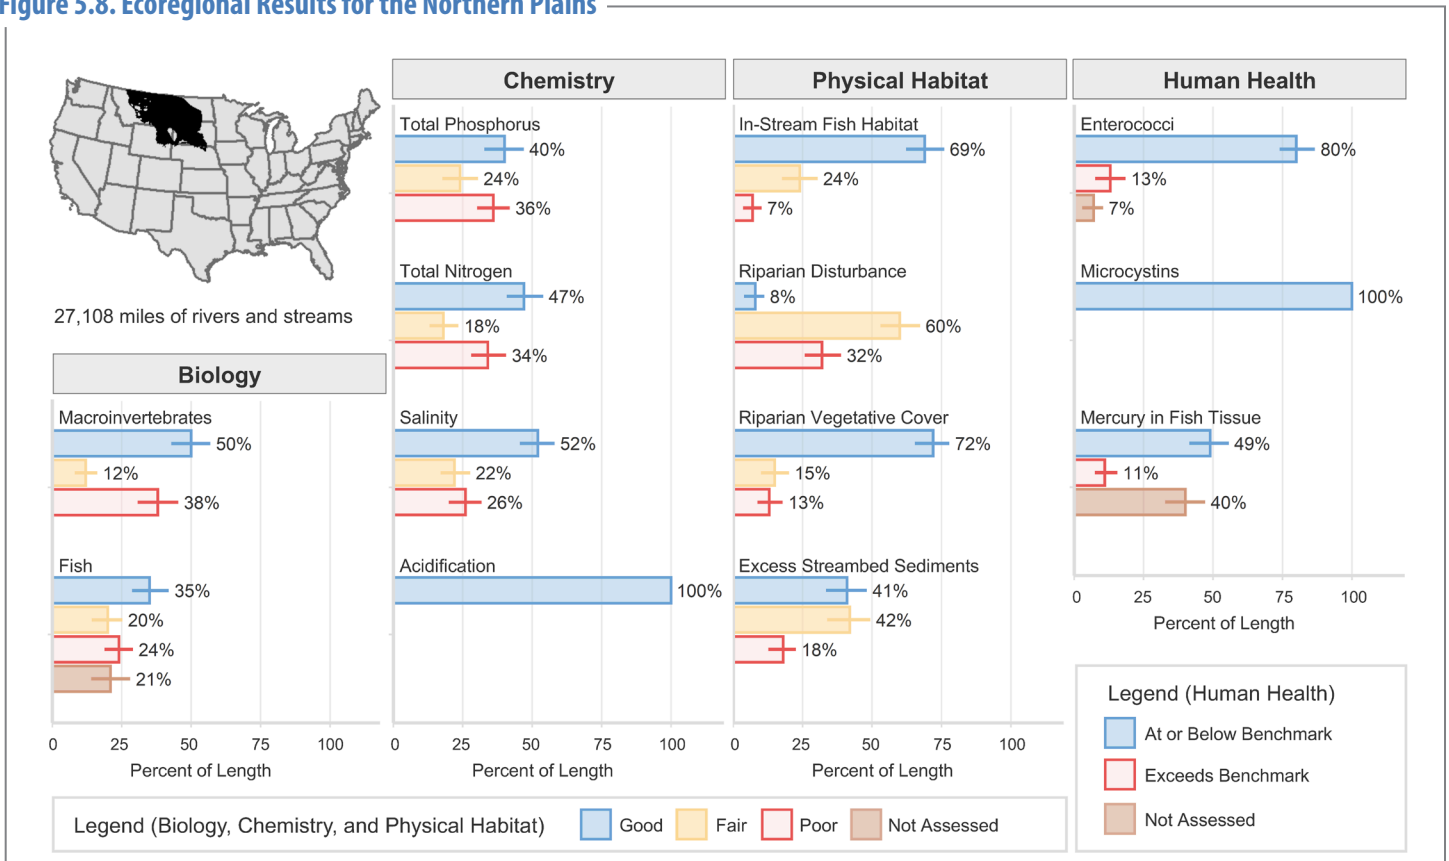 Figure 5.8. Ecoregional Results for the Northern Plains
27,108 miles of rivers and streams
Biology
Macroinvertebrates
50%
12%
38%
Fish
35%
20%
24%
21%
0 25 50 75 100
Percent of Length
Chemistry
Total Phosphorus
40%
24%
36%
Total Nitrogen
47%
18%
34%
Salinity
52%
22%
26%
Acidification
100%
0 25 50 75 100
Percent of Length
Physical Habitat
In-Stream Fish Habitat
69%
24%
7%
Riparian Disturbance
8%
60%
32%
Riparian Vegetative Cover
72%
15%
13%
Excess Streambed Sediments
41%
42%
18%
0 25 50 75 100
Percent of Length
Human Health
Enterococci
80%
13%
7%
Microcystins
100%
Mercury in Fish Tissue
49%
11%
40%
0 25 50 75 100
Percent of Length
Legend (Human Health)
At or Below Benchmark
Exceeds Benchmark
Not Assessed
Legend (Biology, Chemistry, and Physical Habitat) Good Fair Poor Not Assessed